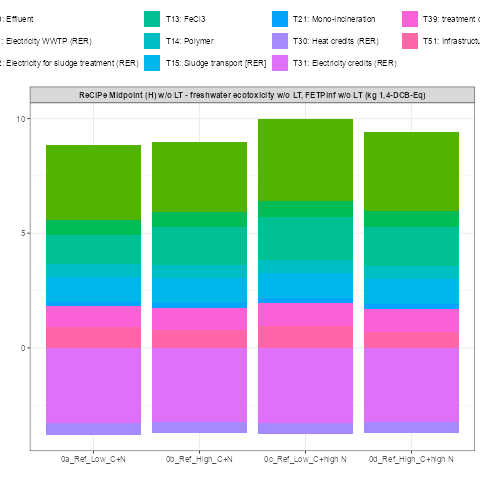 : Effluent
T13: FeCl3
T21: Mono-incineration
T39: treatment
: Electricity WWTP (RER)
T14: Polymer
T30: Heat credits (RER)
T51: Infrastructu
: Electricity for sludge treatment (RER)
T15: Sludge transport [RER]
T31: Electricity credits (RER)
ReCiPe Midpoint (H) w/o LT - freshwater ecotoxicity w/o LT, FETPinf w/o LT (kg 1,4-DCB-Eq)
10
5
0
0a_Ref_Low_C+N
0b_Ref_High_C+N
0c_Ref_Low_C+high N
0d_Ref_High_C+high N